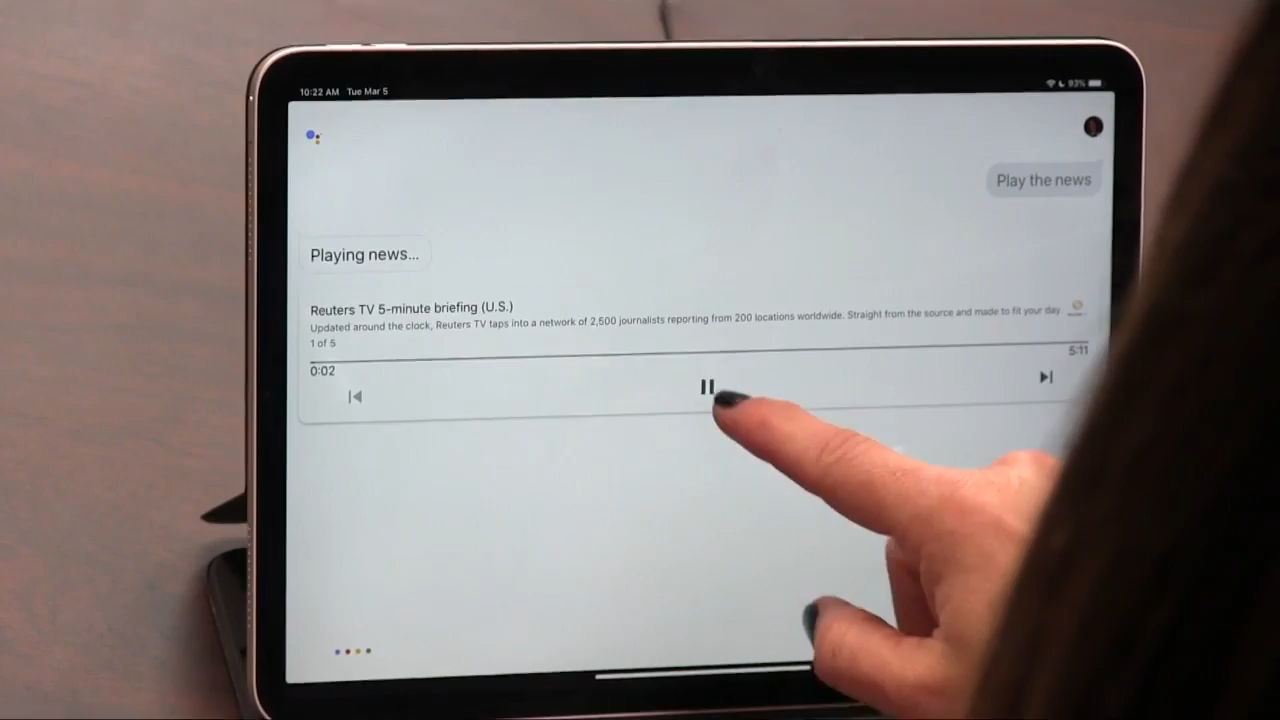 10:22 AM Tue Mar 5
93%
Play the news
Playing news...
Reuters TV 5-minute briefing (U.S.)
Updated around the clock, Reuters TV taps into a network of 2,500 journalists reporting from 200 locations worldwide. Straight from the source and made to fit your day
1 of 5
0:02
5:11